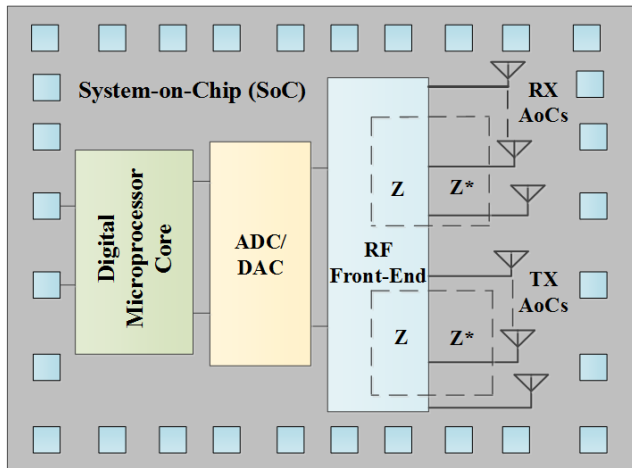 System-on-Chip (SoC)
RX
AoCs
Digital
Microprocessor
Core
ADC/
DAC
Z
Z*
RF
Front-End
TX
AoCs
Z
Z*